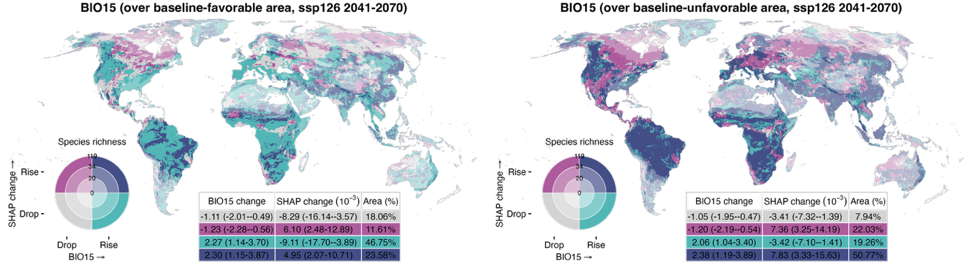 BIO15 (over baseline-favorable area, ssp126 2041-2070)
Species richness
119
34
20
0
SHAP change →
Rise
Drop
Drop
Rise
BIO15 →
BIO15 change SHAP change (10⁻³) Area (%)
-1.11 (-2.01--0.49) -8.29 (-16.14--3.57) 18.06%
-1.23 (-2.28--0.56) 6.10 (2.48-12.89) 11.61%
2.27 (1.14-3.70) -9.11 (-17.70--3.89) 46.75%
2.30 (1.15-3.87) 4.95 (2.07-10.71) 23.58%
BIO15 (over baseline-unfavorable area, ssp126 2041-2070)
Species richness
34
20
0
SHAP change →
Rise
Drop
Drop
Rise
BIO15 →
BIO15 change SHAP change (10⁻³) Area (%)
-1.05 (-1.95--0.47) -3.41 (-7.32--1.39) 7.94%
-1.20 (-2.19--0.54) 7.36 (3.25-14.19) 22.03%
2.06 (1.04-3.40) -3.42 (-7.10--1.41) 19.26%
2.38 (1.19-3.89) 7.83 (3.33-15.63) 50.77%